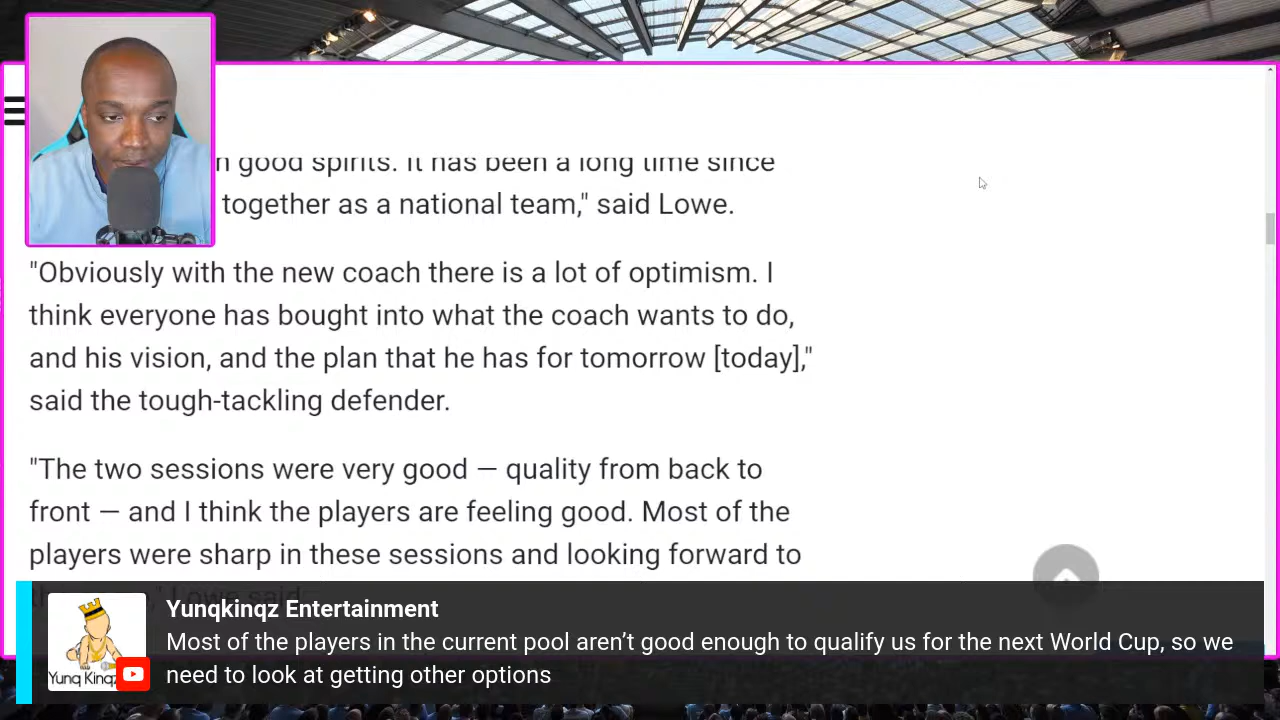 good spirits. It has been a long time since
together as a national team," said Lowe.
"Obviously with the new coach there is a lot of optimism. I
think everyone has bought into what the coach wants to do,
and his vision, and the plan that he has for tomorrow [today],"
said the tough-tackling defender.
"The two sessions were very good — quality from back to
front — and I think the players are feeling good. Most of the
players were sharp in these sessions and looking forward to
Lowe said
Yunqkinqz Entertainment
Most of the players in the current pool aren't good enough to qualify us for the next World Cup, so we
need to look at getting other options
Yunq Kinqz